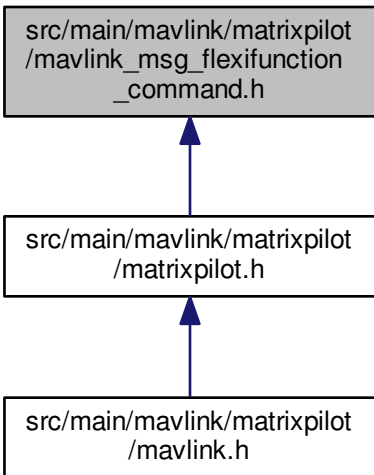 src/main/mavlink/matrixpilot
/mavlink_msg_flexifunction
_command.h
src/main/mavlink/matrixpilot
/matrixpilot.h
src/main/mavlink/matrixpilot
/mavlink.h